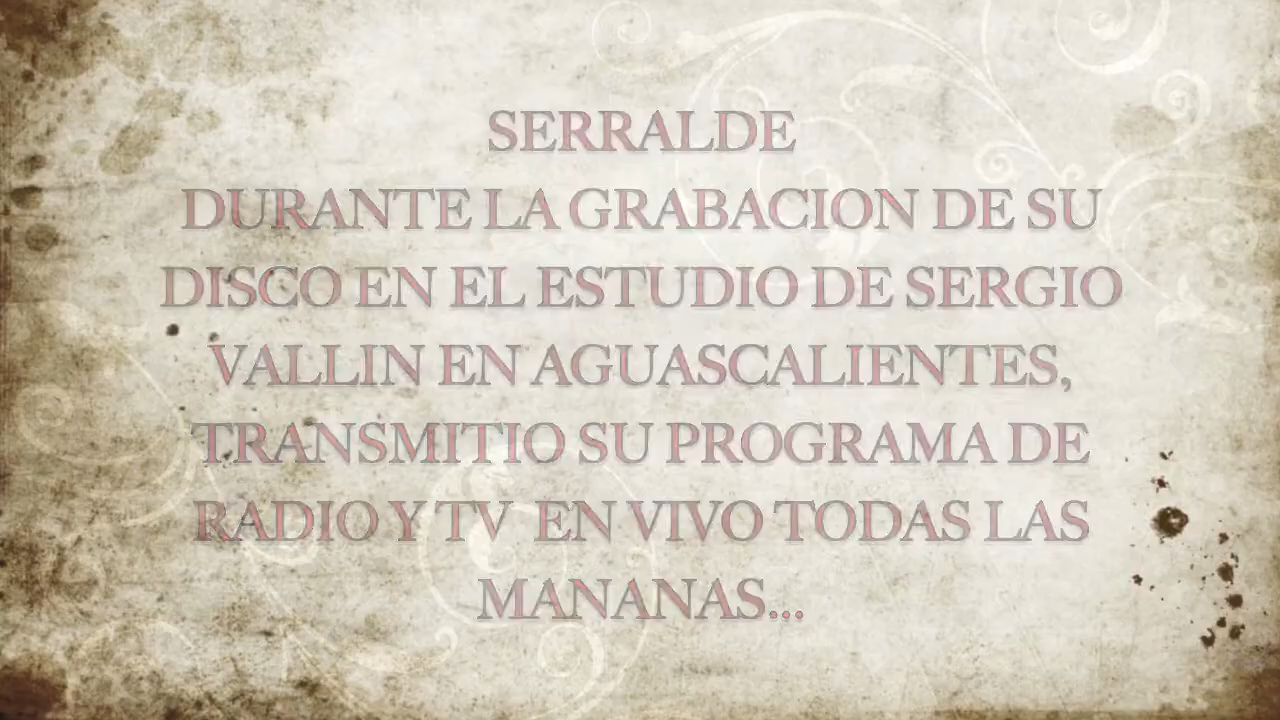 SERRALDE
DURANTE LA GRABACION DE SU
DISCO EN EL ESTUDIO DE SERGIO
VALLIN EN AGUASCALIENTES,
TRANSMITIO SU PROGRAMA DE
RADIO Y TV EN VIVO TODAS LAS
MANANAS...